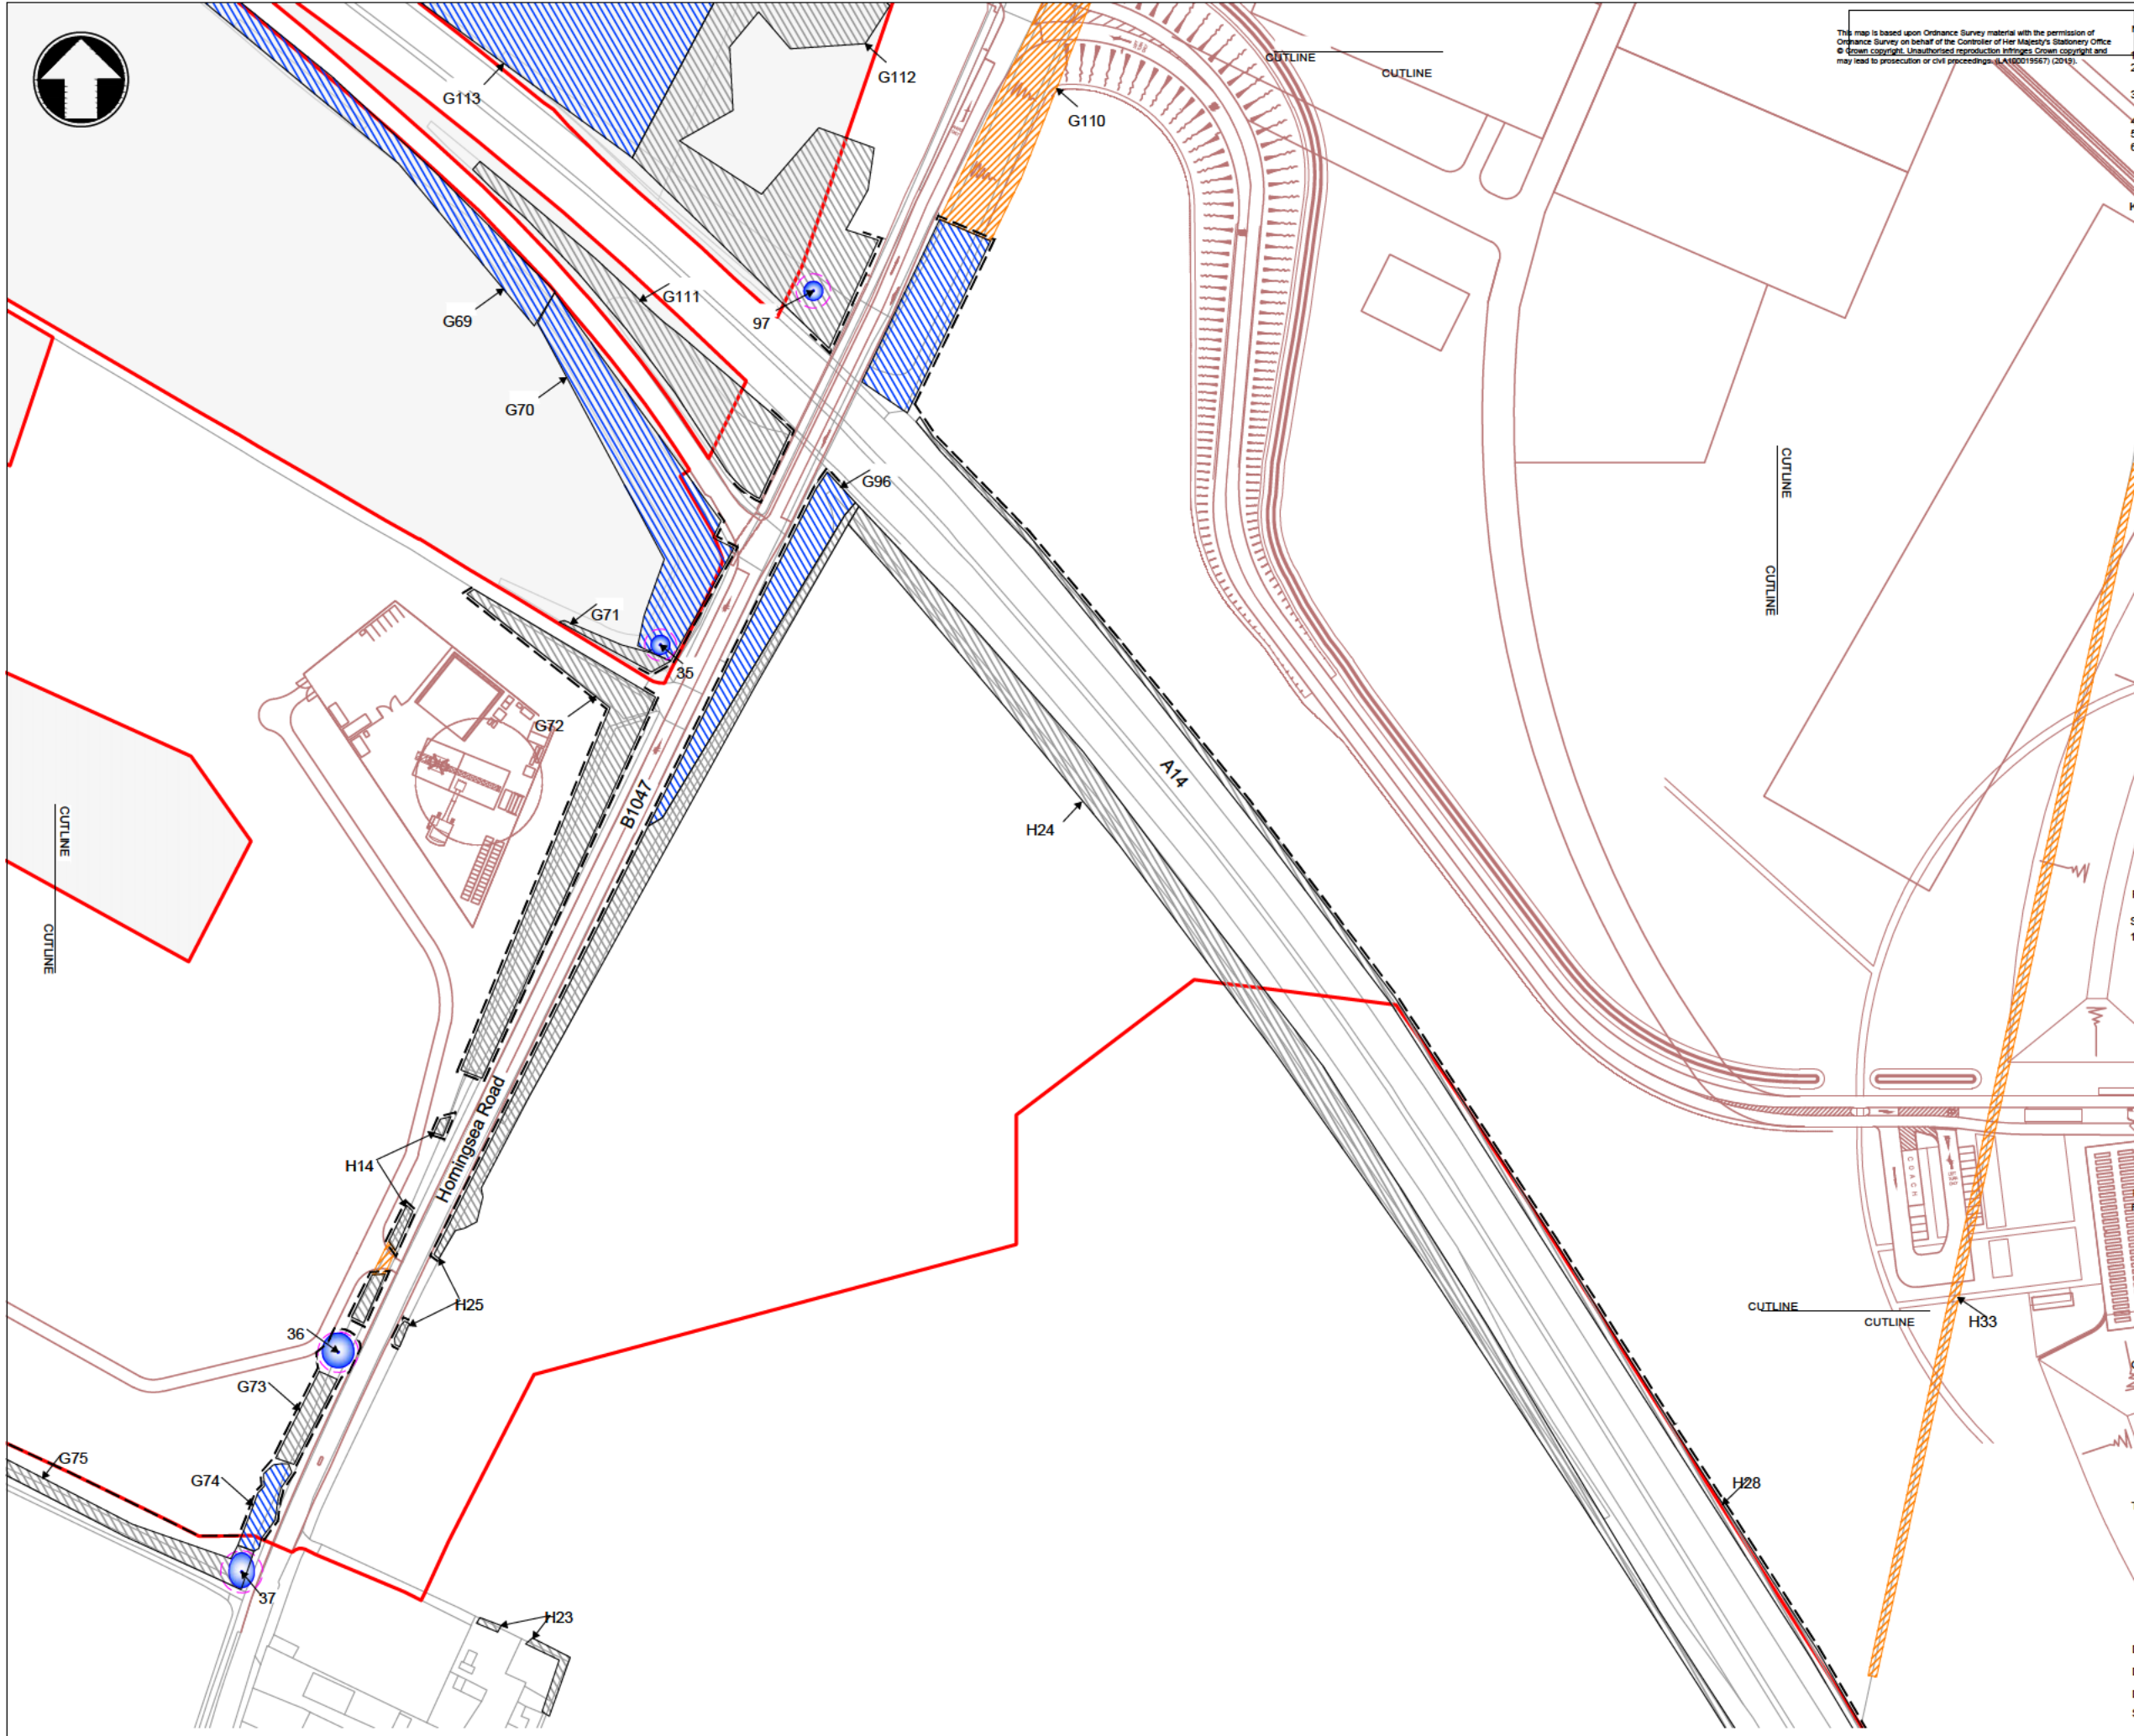 This map is based upon Ordnance Survey material with the permission of
Ordnance Survey on behalf of the Controller of Her Majesty's Stationery Office
© Crown copyright. Unauthorised reproduction infringes Crown copyright and
may lead to prosecution or civil proceedings. (LA100019567) (2019).
CUTLINE
CUTLINE
G112
G113
G110
G111
97
G69
G70
G96
CUTLINE
CUTLINE
G71
35
G72
A14
B1047
H24
CUTLINE
CUTLINE
Horningsea Road
H14
COACH
H25
CUTLINE
CUTLINE
H33
36
G73
G75
G74
H28
37
H23